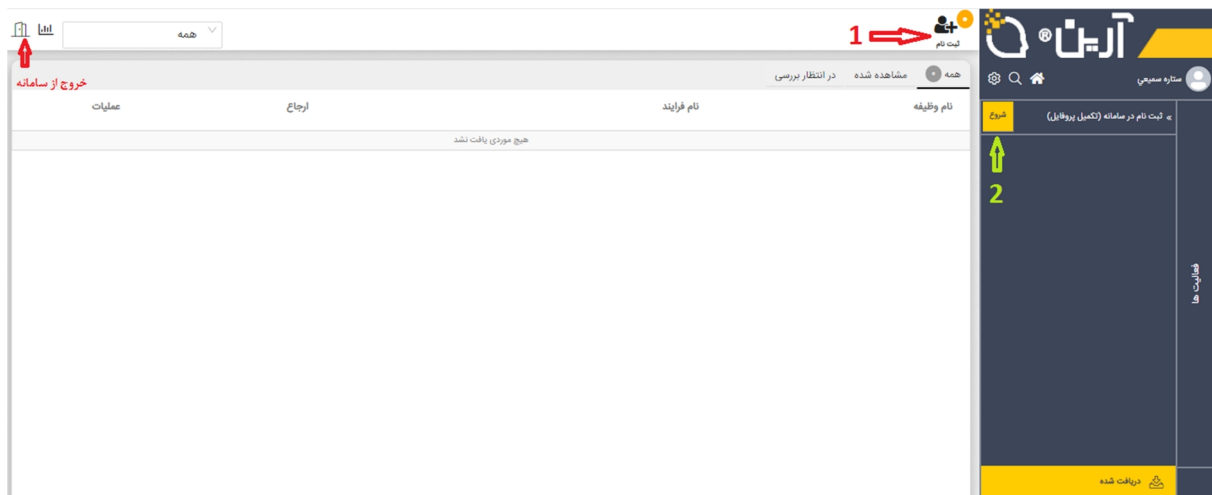 آرین®
ستاره سمیعی
» ثبت نام در سامانه (تکمیل پروفایل)
شروع
2
فعالیت ها
دریافت شده
ثبت نام
1
همه
خروج از سامانه
همه
مشاهده شده
در انتظار بررسی
نام وظیفه
نام فرایند
ارجاع
عملیات
هیچ موردی یافت نشد